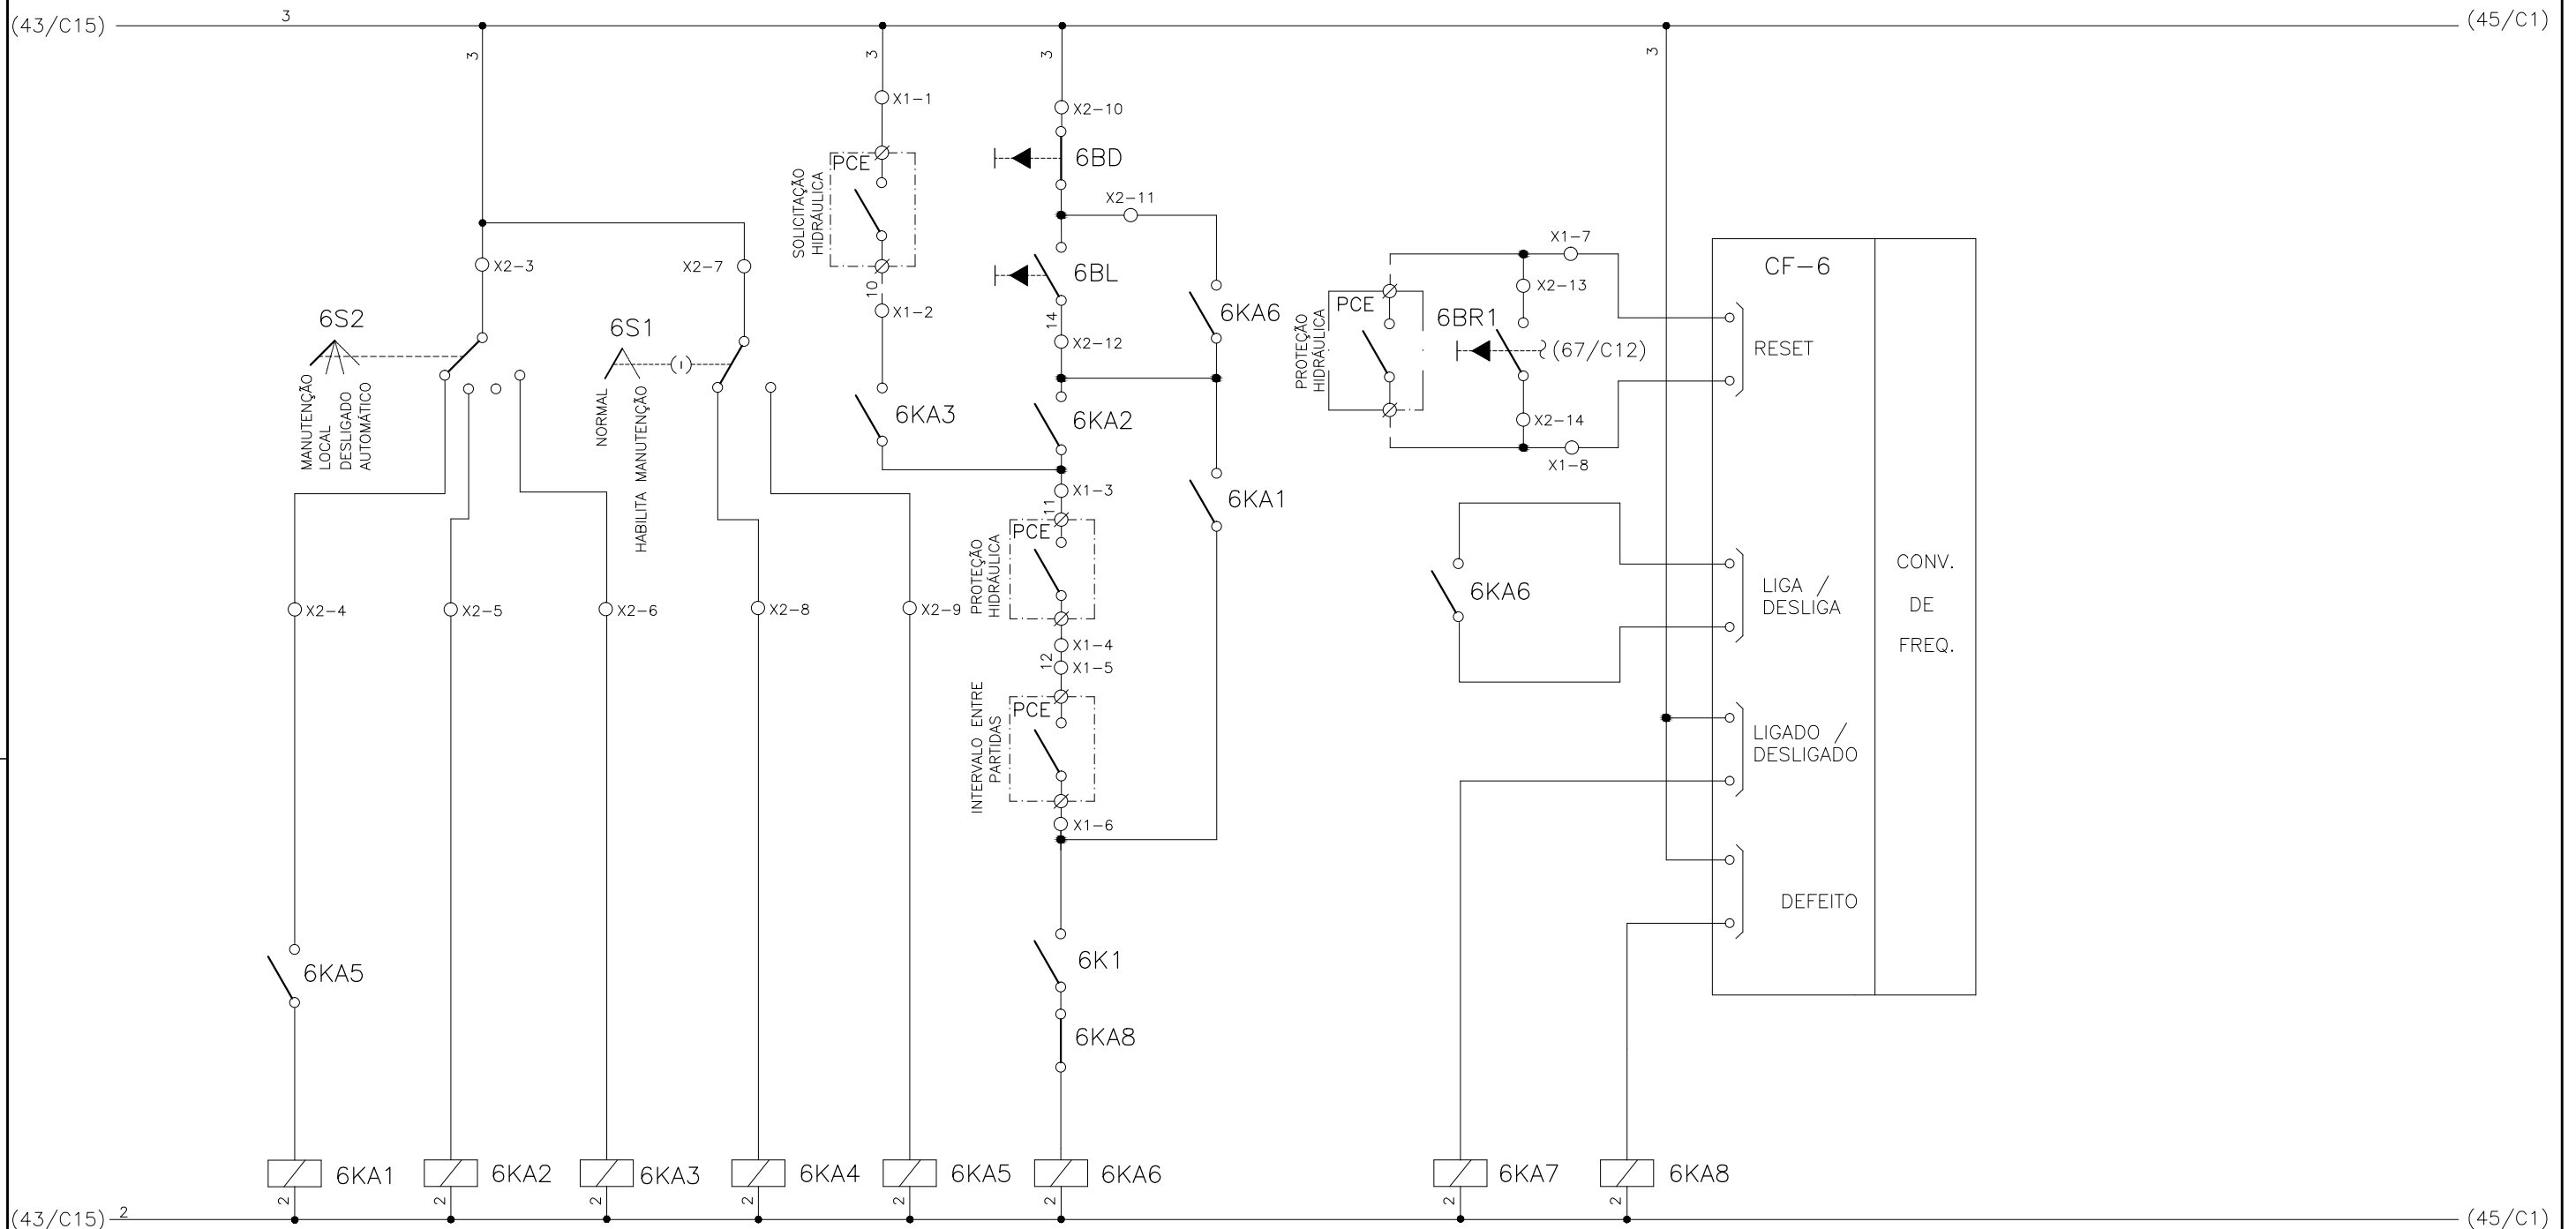 (43/C15)
3
(45/C1)
3
3
3
3
X1-1
X2-10
PCE
6BD
SOLICITAÇÃO
HIDRÁULICA
X2-11
X2-3
X2-7
10
X1-2
6BL
14
X2-12
6KA6
X1-7
CF-6
X2-13
PCE
6BR1
PROTEÇÃO
HIDRÁULICA
(67/C12)
RESET
6S2
MANUTENÇÃO
LOCAL
DESLIGADO
AUTOMÁTICO
6S1
NORMAL
HABILITA MANUTENÇÃO
6KA3
6KA2
X2-14
X1-8
X1-3
11
6KA1
PCE
PROTEÇÃO
HIDRÁULICA
6KA6
LIGA /
DESLIGA
CONV.
DE
FREQ.
X2-4
X2-5
X2-6
X2-8
X2-9
X1-4
12
X1-5
PCE
INTERVALO ENTRE
PARTIDAS
LIGADO /
DESLIGADO
X1-6
DEFEITO
6KA5
6K1
6KA8
6KA1
6KA2
6KA3
6KA4
6KA5
6KA6
6KA7
6KA8
2
2
2
2
2
2
2
2
(43/C15)
2
(45/C1)